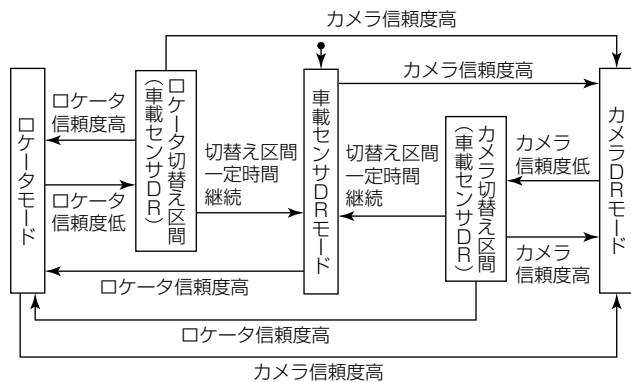 カメラ信頼度高
カメラ信頼度高
ロケータモード
ロケータ
信頼度高
ロケータ
信頼度低
ロケータ切替え区間
（車載センサDR）
切替え区間
一定時間
継続
車載センサDRモード
切替え区間
一定時間
継続
カメラ切替え区間
（車載センサDR）
カメラ
信頼度低
カメラ
信頼度高
カメラDRモード
ロケータ信頼度高
ロケータ信頼度高
カメラ信頼度高